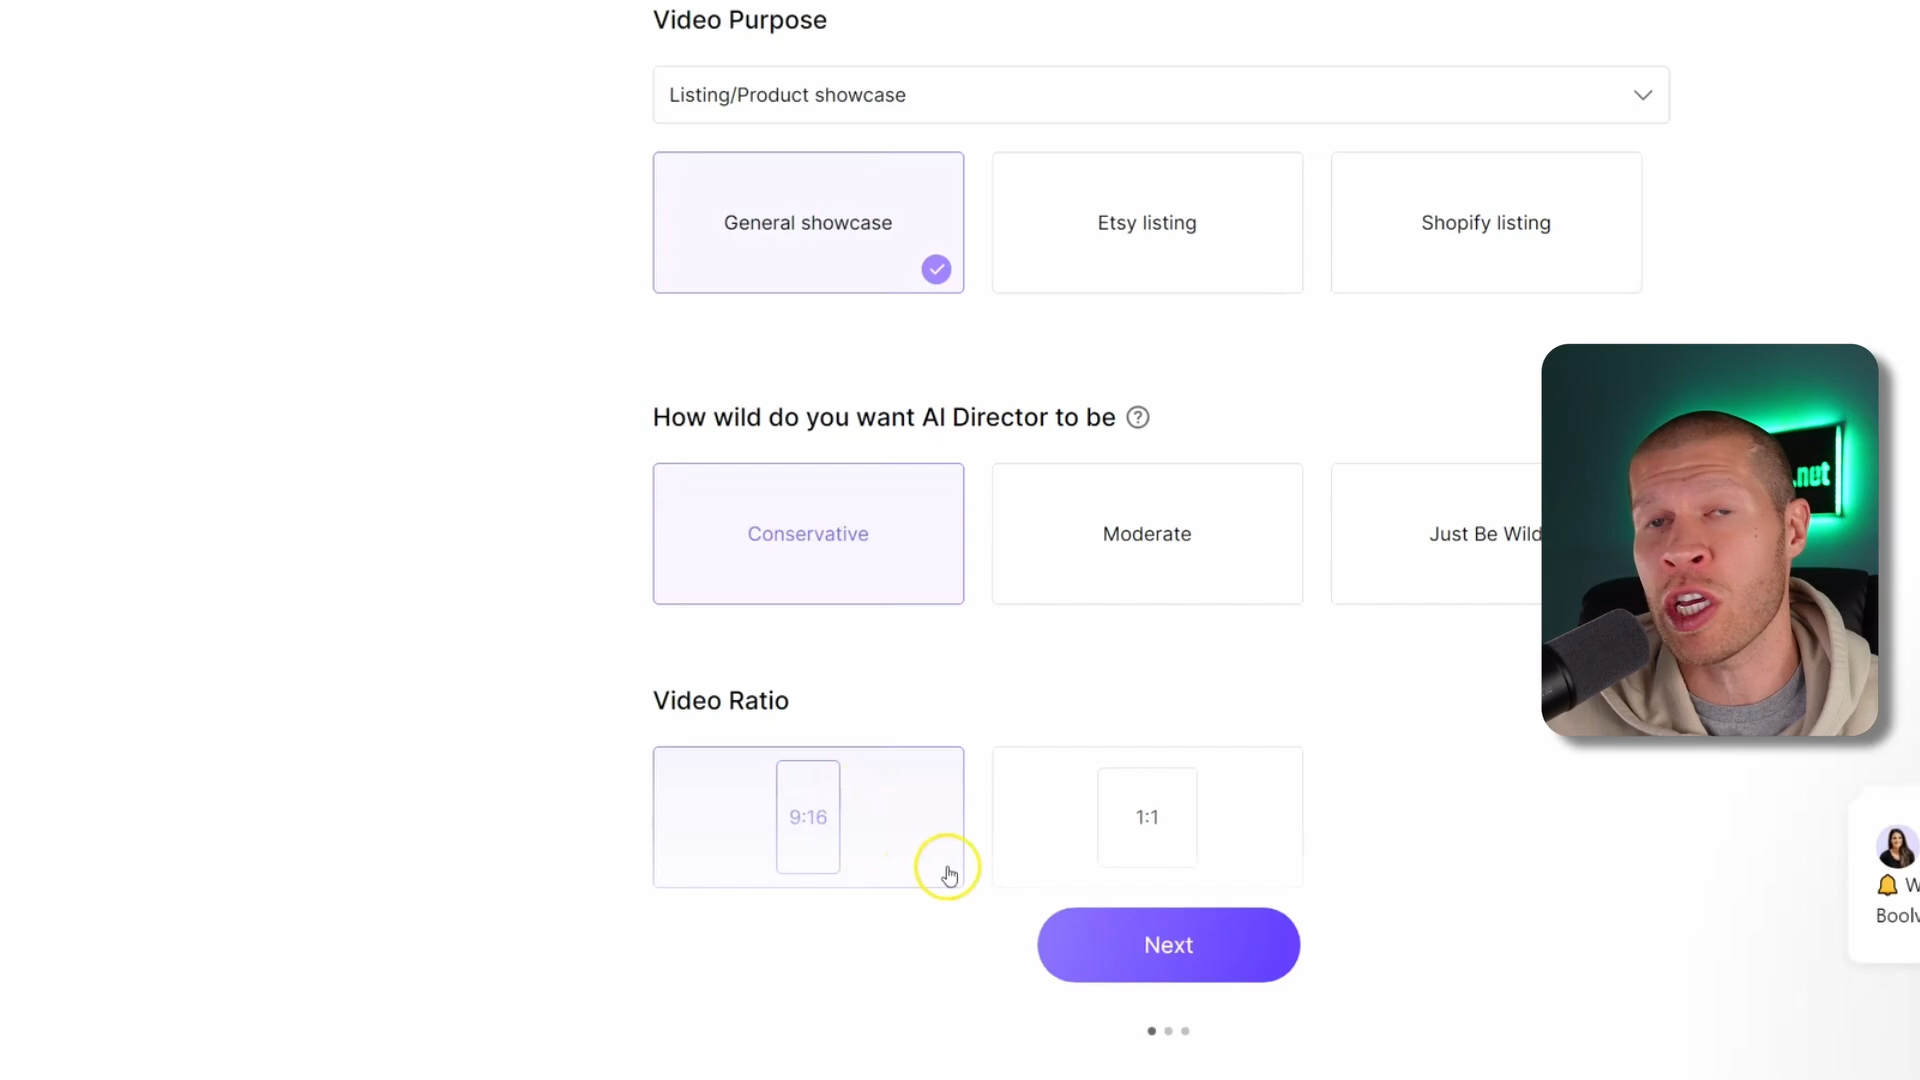 Video Purpose
Listing/Product showcase
General showcase
Etsy listing
Shopify listing
How wild do you want AI Director to be
Conservative
Moderate
Just Be Wild
.net
Video Ratio
9:16
1:1
Next